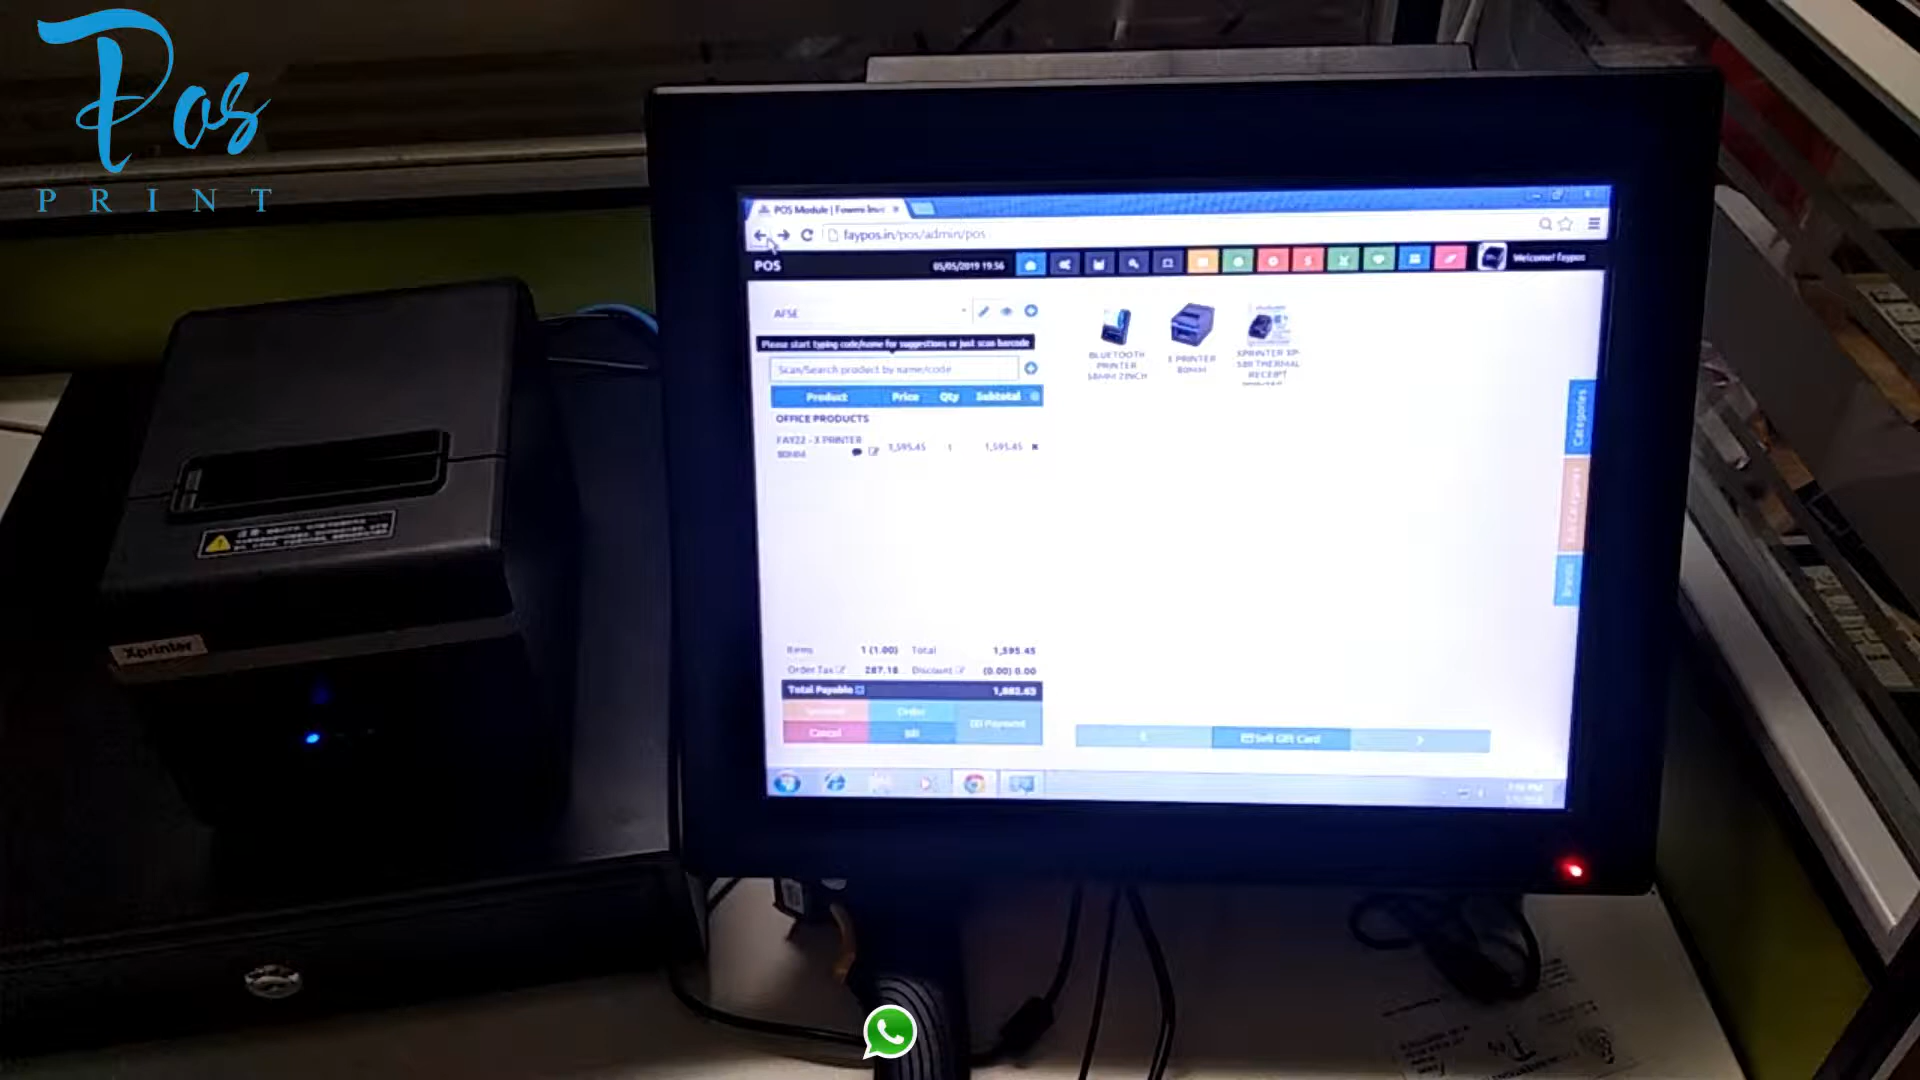 Pos
PRINT
POS Module | Fowmi Inve
faypos.in/pos/admin/pos
POS
05/05/2019 19:56
Welcome! faypos
AFSE
Please start typing code/name for suggestions or just scan barcode
Scan/Search product by name/code
Product Price Qty Subtotal
OFFICE PRODUCTS
FAY22 - X PRINTER 80MM
1,595.45 1 1,595.45
BLUETOOTH PRINTER 58MM 2INCH
X PRINTER 80MM
XPRINTER XP-58II THERMAL RECEIPT
Categories
Brands
Items 1 (1.00) Total 1,595.45
Order Tax 287.18 Discount (0.00) 0.00
Total Payable 1,882.63
Order
Cancel
Bill
Payment
Sell Gift Card
Xprinter